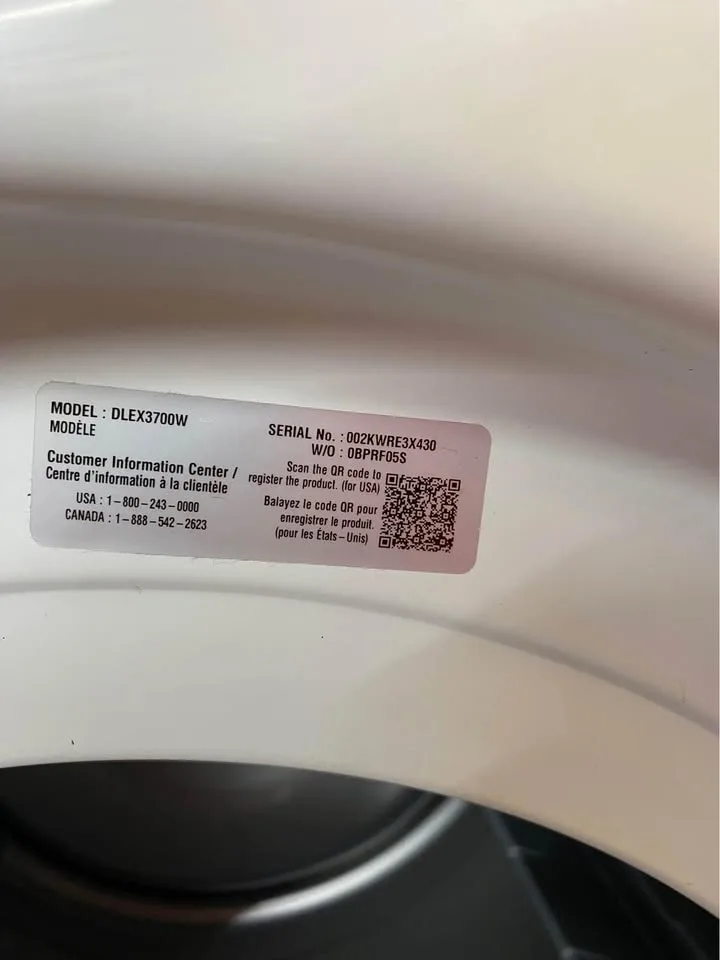 MODEL : DLEX3700W
MODÈLE
Customer Information Center /
Centre d'information à la clientèle
USA : 1-800-243-0000
CANADA : 1-888-542-2623
SERIAL No. : 002KWRE3X430
W/O : 0BPRF05S
Scan the QR code to
register the product. (for USA)
Balayez le code QR pour
enregistrer le produit.
(pour les États-Unis)